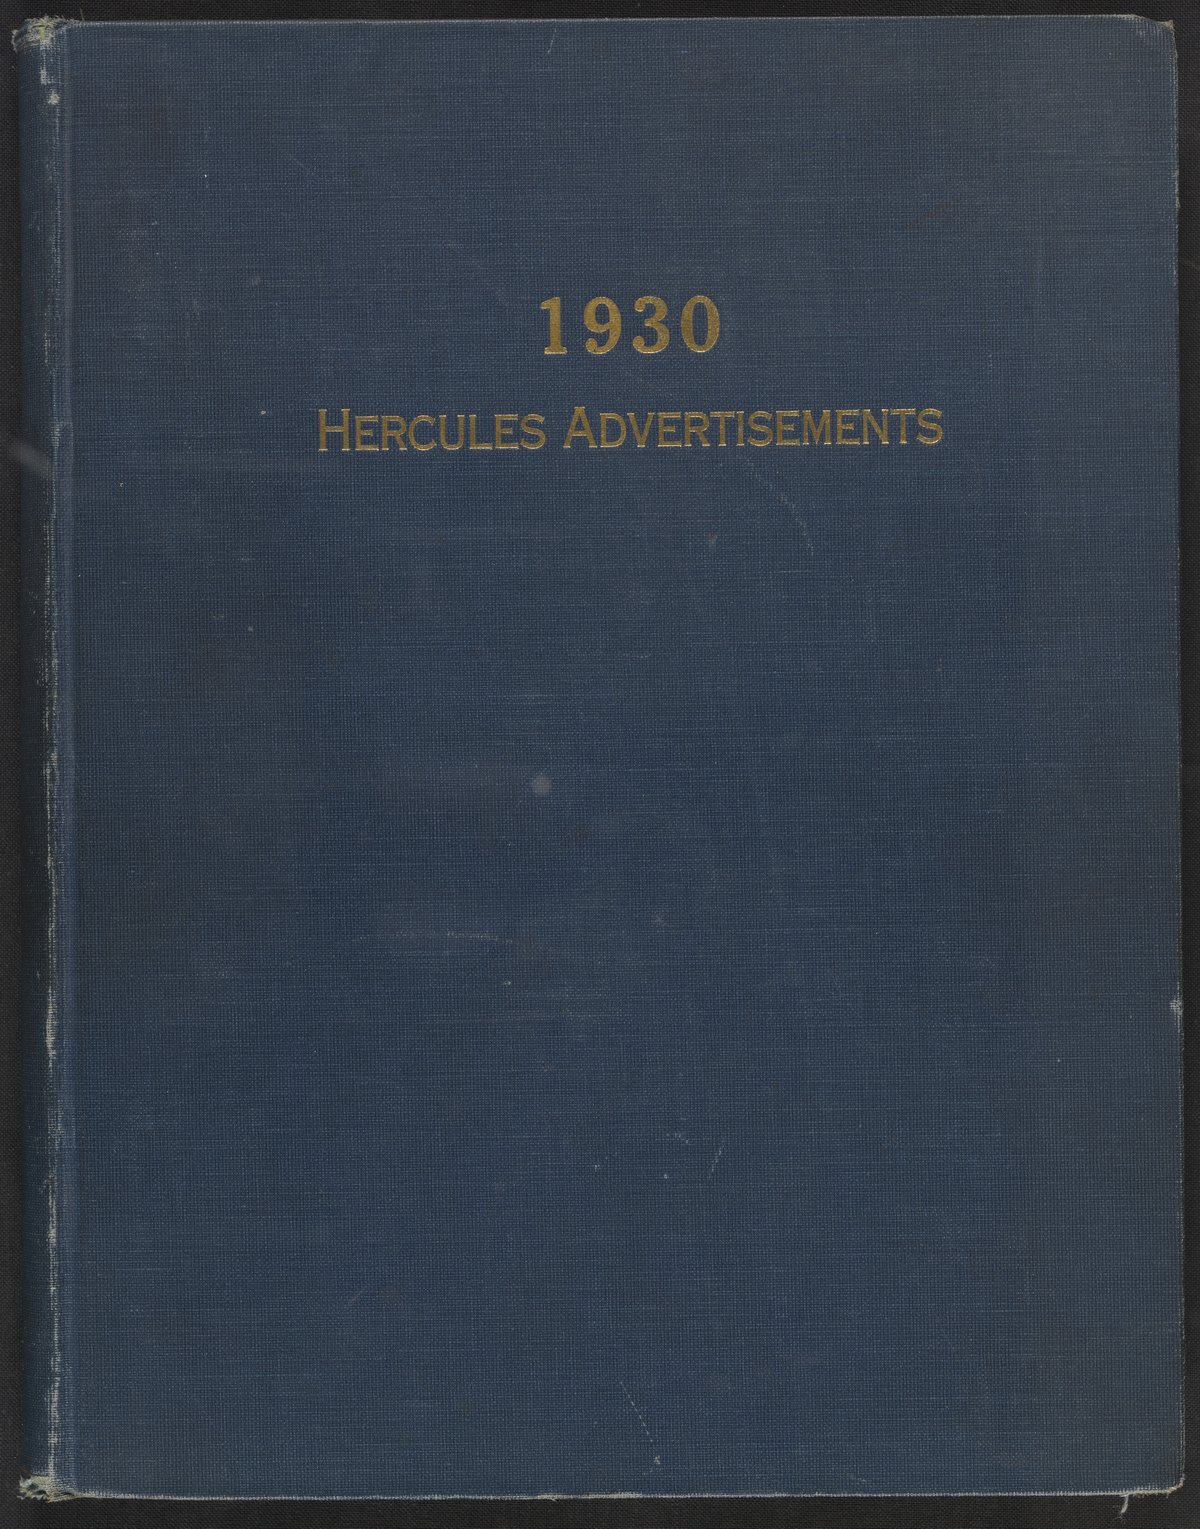 1930
HERCULES ADVERTISEMENTS